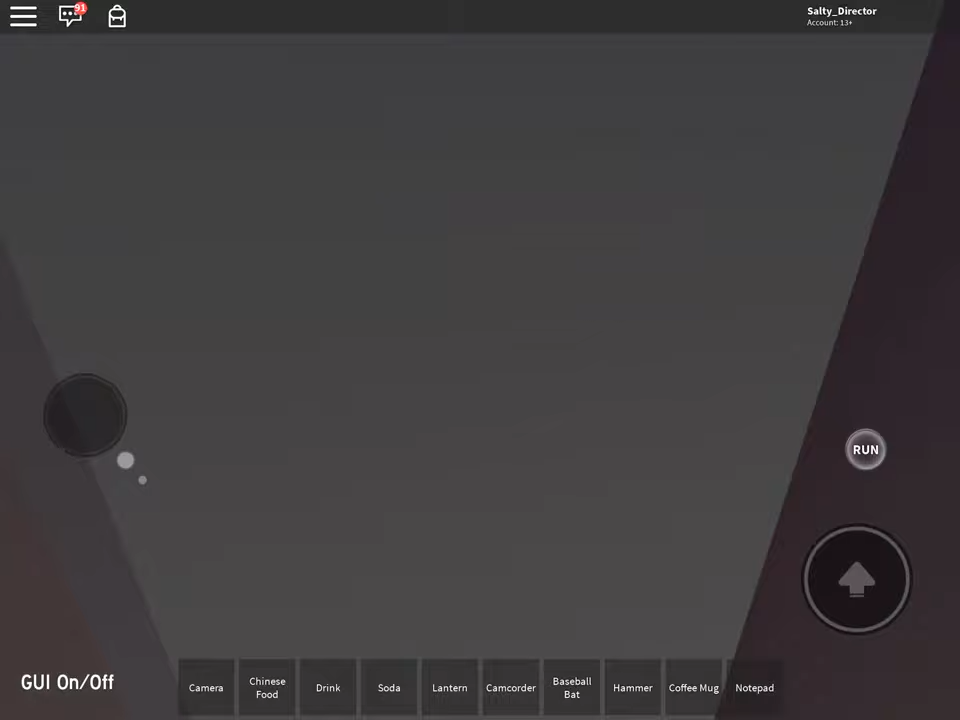 91
Salty_Director
Account: 13+
RUN
GUI On/Off
Camera
Chinese
Food
Drink
Soda
Lantern
Camcorder
Baseball
Bat
Hammer
Coffee Mug
Notepad